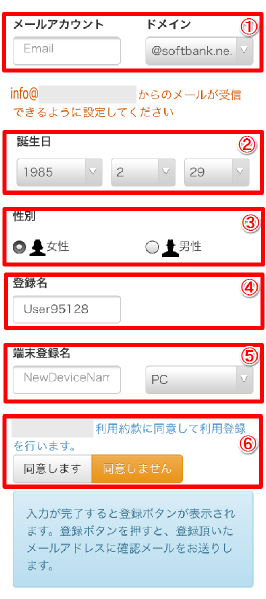 メールアカウント ドメイン ①
Email @softbank.ne.
info@ からのメールが受信
できるように設定してください
誕生日 ②
1985 2 29
性別 ③
女性 男性
登録名 ④
User95128
端末登録名 ⑤
NewDeviceNam PC
利用約款に同意して利用登録
を行います。 ⑥
同意します 同意しません
入力が完了すると登録ボタンが表示され
ます。登録ボタンを押すと、登録頂いた
メールアドレスに確認メールをお送りし
ます。